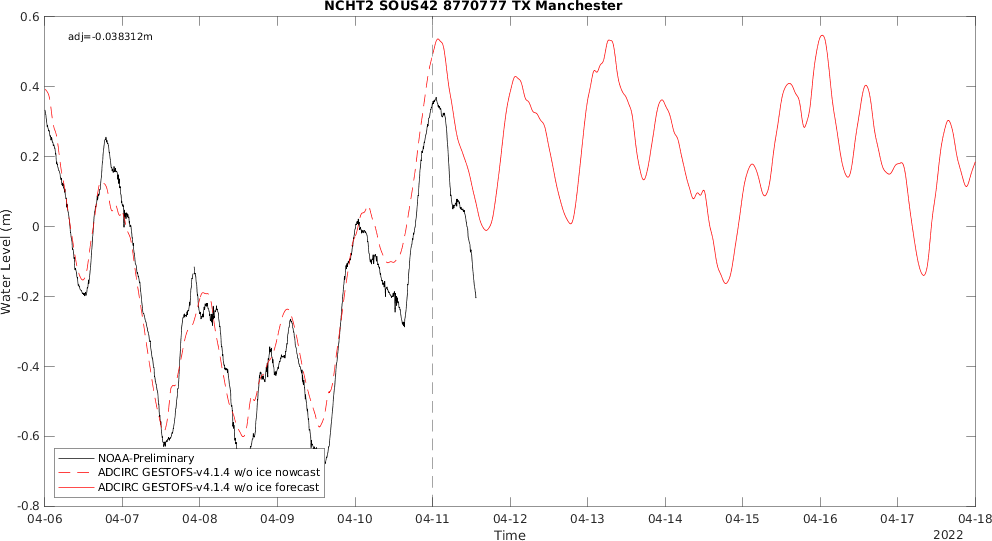 NCHT2 SOUS42 8770777 TX Manchester
adj=-0.038312m
0.6
0.4
0.2
0
-0.2
-0.4
-0.6
-0.8
Water Level (m)
NOAA-Preliminary
ADCIRC GESTOFS-v4.1.4 w/o ice nowcast
ADCIRC GESTOFS-v4.1.4 w/o ice forecast
04-06 04-07 04-08 04-09 04-10 04-11 04-12 04-13 04-14 04-15 04-16 04-17 04-18
Time
2022